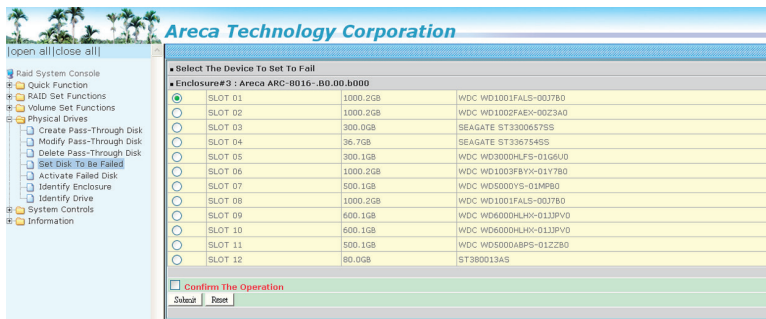 Areca Technology Corporation
|open all|close all|
Raid System Console
Quick Function
RAID Set Functions
Volume Set Functions
Physical Drives
Create Pass-Through Disk
Modify Pass-Through Disk
Delete Pass-Through Disk
Set Disk To Be Failed
Activate Failed Disk
Identify Enclosure
Identify Drive
System Controls
Information
Select The Device To Set To Fail
Enclosure#3 : Areca ARC-8016-.B0.00.b000
SLOT 01 1000.2GB WDC WD1001FALS-00J7B0
SLOT 02 1000.2GB WDC WD1002FAEX-00Z3A0
SLOT 03 300.0GB SEAGATE ST3300657SS
SLOT 04 36.7GB SEAGATE ST336754SS
SLOT 05 300.1GB WDC WD3000HLFS-01G6U0
SLOT 06 1000.2GB WDC WD1003FBYX-01Y7B0
SLOT 07 500.1GB WDC WD5000YS-01MPB0
SLOT 08 1000.2GB WDC WD1001FALS-00J7B0
SLOT 09 600.1GB WDC WD6000HLHX-01JJPV0
SLOT 10 600.1GB WDC WD6000HLHX-01JJPV0
SLOT 11 500.1GB WDC WD5000ABPS-01ZZB0
SLOT 12 80.0GB ST380013AS
Confirm The Operation
Submit Reset